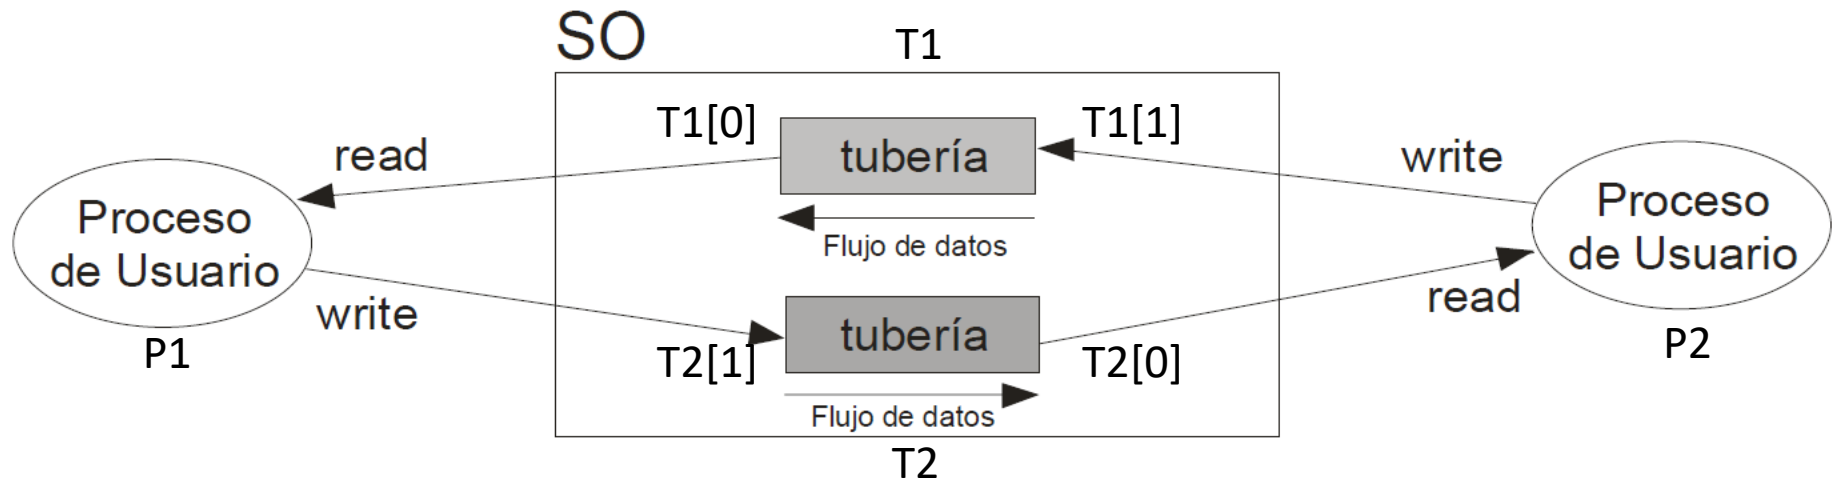 SO
T1
T1[0]
T1[1]
read
tubería
write
Proceso
de Usuario
Flujo de datos
Proceso
de Usuario
write
tubería
read
P1
T2[1]
T2[0]
P2
Flujo de datos
T2